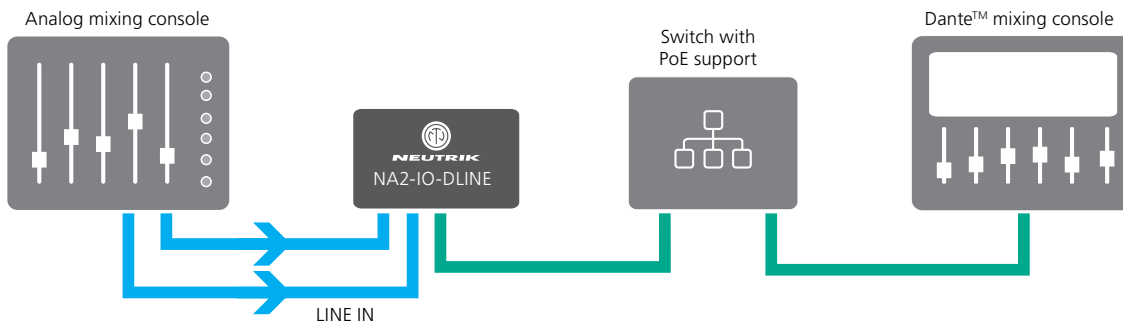 Analog mixing console
Switch with
PoE support
Dante™ mixing console
NEUTRIK
NA2-IO-DLINE
LINE IN